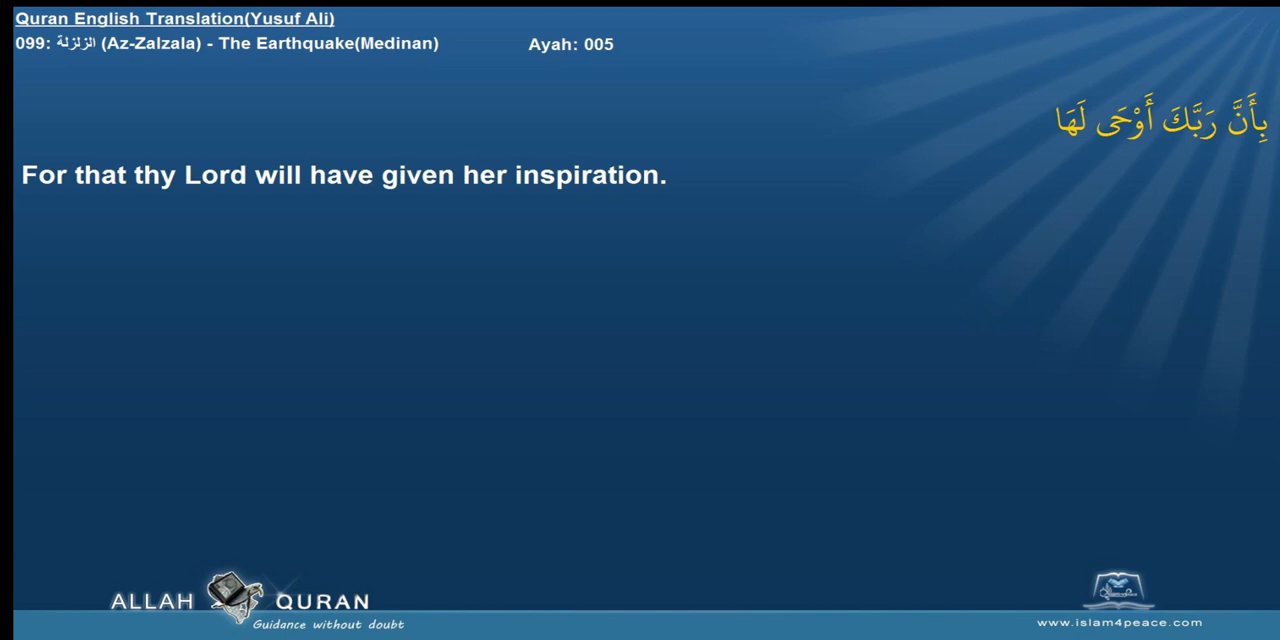 Quran English Translation(Yusuf Ali)
099: الزلزلة (Az-Zalzala) - The Earthquake(Medinan) Ayah: 005
بِأَنَّ رَبَّكَ أَوْحَى لَهَا
For that thy Lord will have given her inspiration.
ALLAH QURAN
Guidance without doubt
www.islam4peace.com